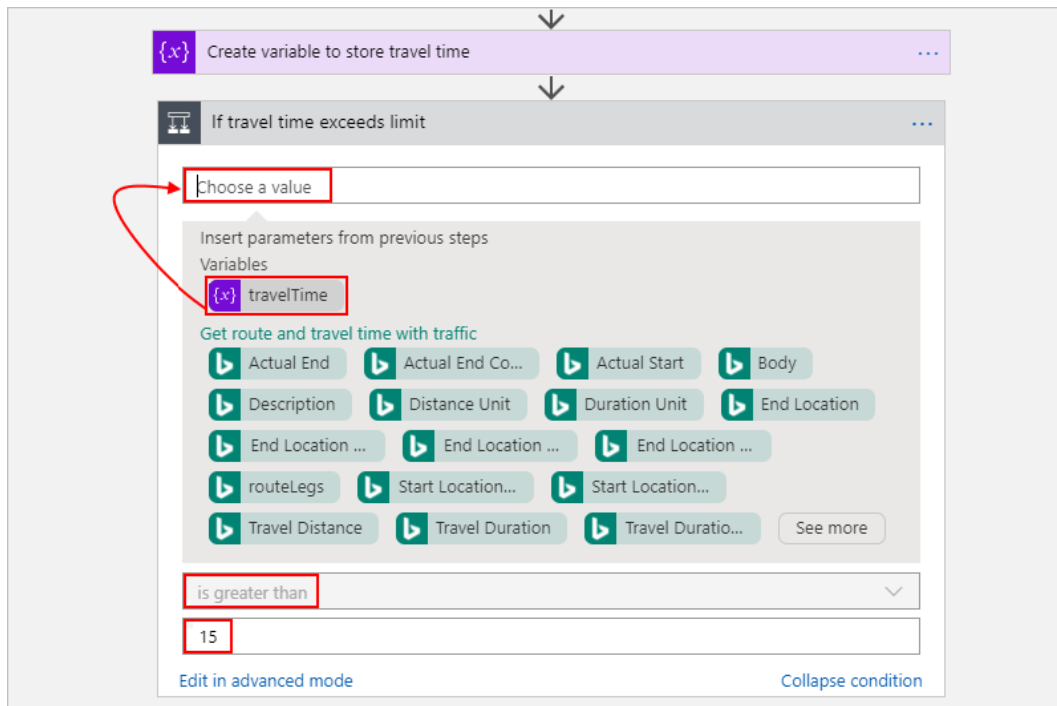 {x} Create variable to store travel time ...
If travel time exceeds limit ...
Choose a value
Insert parameters from previous steps
Variables
{x} travelTime
Get route and travel time with traffic
Actual End Actual End Co... Actual Start Body
Description Distance Unit Duration Unit End Location
End Location ... End Location ... End Location ...
routeLegs Start Location... Start Location...
Travel Distance Travel Duration Travel Duratio... See more
is greater than
15
Edit in advanced mode Collapse condition